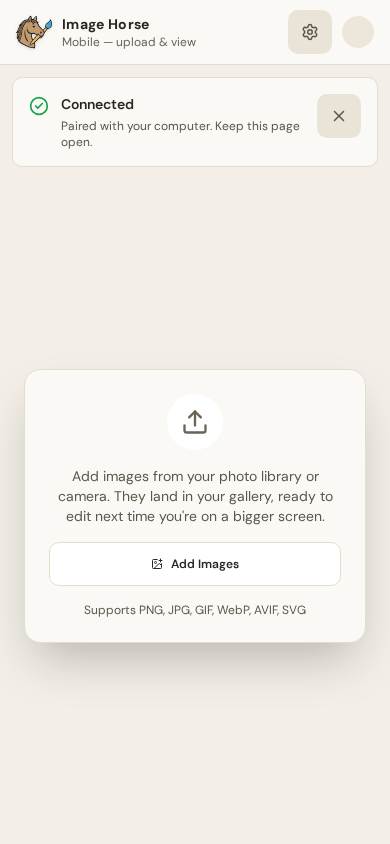 Image Horse
Mobile — upload & view
Connected
Paired with your computer. Keep this page
open.
Add images from your photo library or
camera. They land in your gallery, ready to
edit next time you're on a bigger screen.
Add Images
Supports PNG, JPG, GIF, WebP, AVIF, SVG